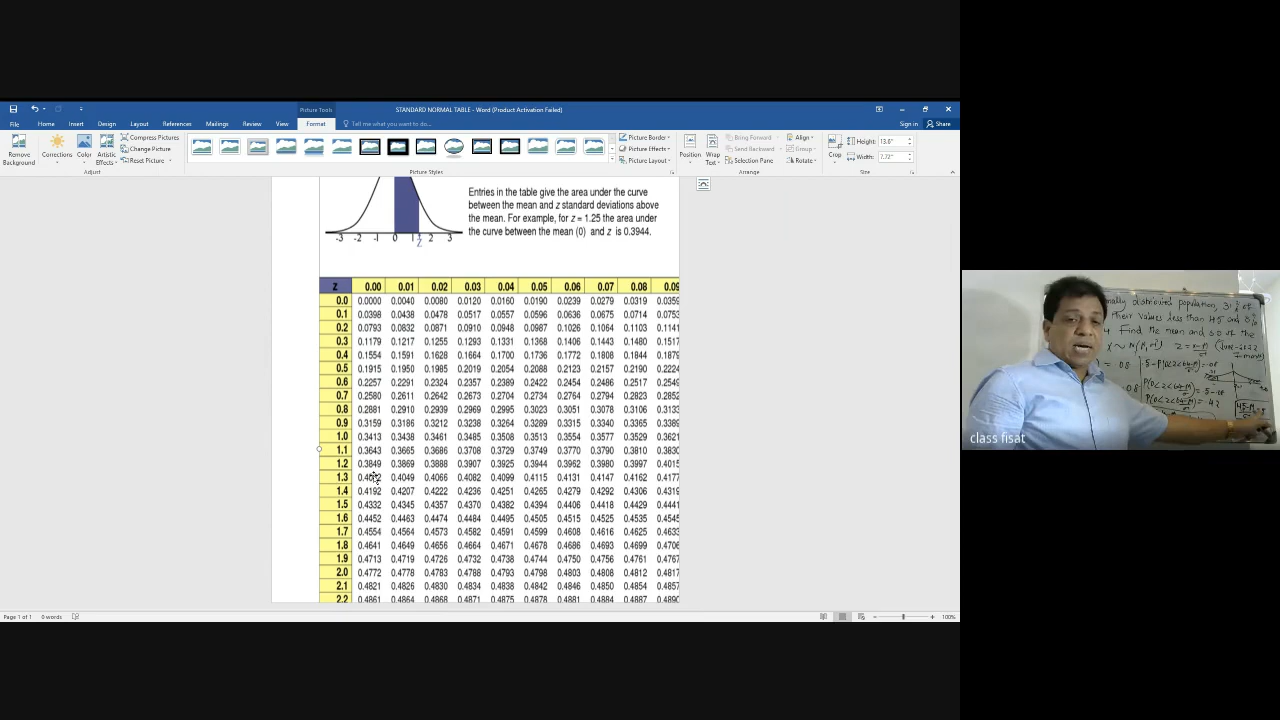 Picture Tools
STANDARD NORMAL TABLE - Word (Product Activation Failed)
File Home Insert Design Layout References Mailings Review View Format Tell me what you want to do...
Sign in Share
Remove Background
Corrections
Color
Artistic Effects
Compress Pictures
Change Picture
Reset Picture
Picture Border
Picture Effects
Picture Layout
Position
Wrap Text
Bring Forward
Send Backward
Selection Pane
Align
Group
Rotate
Crop
Height: 13.6"
Width: 7.72"
Adjust
Picture Styles
Arrange
Size
Entries in the table give the area under the curve
between the mean and z standard deviations above
the mean. For example, for z = 1.25 the area under
the curve between the mean (0) and z is 0.3944.
-3 -2 -1 0 1 2 3
Z
z 0.00 0.01 0.02 0.03 0.04 0.05 0.06 0.07 0.08 0.09
0.0 0.0000 0.0040 0.0080 0.0120 0.0160 0.0190 0.0239 0.0279 0.0319 0.0359
0.1 0.0398 0.0438 0.0478 0.0517 0.0557 0.0596 0.0636 0.0675 0.0714 0.0753
0.2 0.0793 0.0832 0.0871 0.0910 0.0948 0.0987 0.1026 0.1064 0.1103 0.1141
0.3 0.1179 0.1217 0.1255 0.1293 0.1331 0.1368 0.1406 0.1443 0.1480 0.1517
0.4 0.1554 0.1591 0.1628 0.1664 0.1700 0.1736 0.1772 0.1808 0.1844 0.1879
0.5 0.1915 0.1950 0.1985 0.2019 0.2054 0.2088 0.2123 0.2157 0.2190 0.2224
0.6 0.2257 0.2291 0.2324 0.2357 0.2389 0.2422 0.2454 0.2486 0.2517 0.2549
0.7 0.2580 0.2611 0.2642 0.2673 0.2704 0.2734 0.2764 0.2794 0.2823 0.2852
0.8 0.2881 0.2910 0.2939 0.2969 0.2995 0.3023 0.3051 0.3078 0.3106 0.3133
0.9 0.3159 0.3186 0.3212 0.3238 0.3264 0.3289 0.3315 0.3340 0.3365 0.3389
1.0 0.3413 0.3438 0.3461 0.3485 0.3508 0.3513 0.3554 0.3577 0.3529 0.3621
1.1 0.3643 0.3665 0.3686 0.3708 0.3729 0.3749 0.3770 0.3790 0.3810 0.3830
1.2 0.3849 0.3869 0.3888 0.3907 0.3925 0.3944 0.3962 0.3980 0.3997 0.4015
1.3 0.4049 0.4066 0.4082 0.4099 0.4115 0.4131 0.4147 0.4162 0.4177
1.4 0.4192 0.4207 0.4222 0.4236 0.4251 0.4265 0.4279 0.4292 0.4306 0.4319
1.5 0.4332 0.4345 0.4357 0.4370 0.4382 0.4394 0.4406 0.4418 0.4429 0.4441
1.6 0.4452 0.4463 0.4474 0.4484 0.4495 0.4505 0.4515 0.4525 0.4535 0.4545
1.7 0.4554 0.4564 0.4573 0.4582 0.4591 0.4599 0.4608 0.4616 0.4625 0.4633
1.8 0.4641 0.4649 0.4656 0.4664 0.4671 0.4678 0.4686 0.4693 0.4699 0.4706
1.9 0.4713 0.4719 0.4726 0.4732 0.4738 0.4744 0.4750 0.4756 0.4761 0.4767
2.0 0.4772 0.4778 0.4783 0.4788 0.4793 0.4798 0.4803 0.4808 0.4812 0.4817
2.1 0.4821 0.4826 0.4830 0.4834 0.4838 0.4842 0.4846 0.4850 0.4854 0.4857
2.2 0.4861 0.4864 0.4868 0.4871 0.4875 0.4878 0.4881 0.4884 0.4887 0.4890
Page 1 of 1 0 words
100%
distributed population, 31% of
their values less than 45 and 8%
Find the mean and SD of the
class fisat